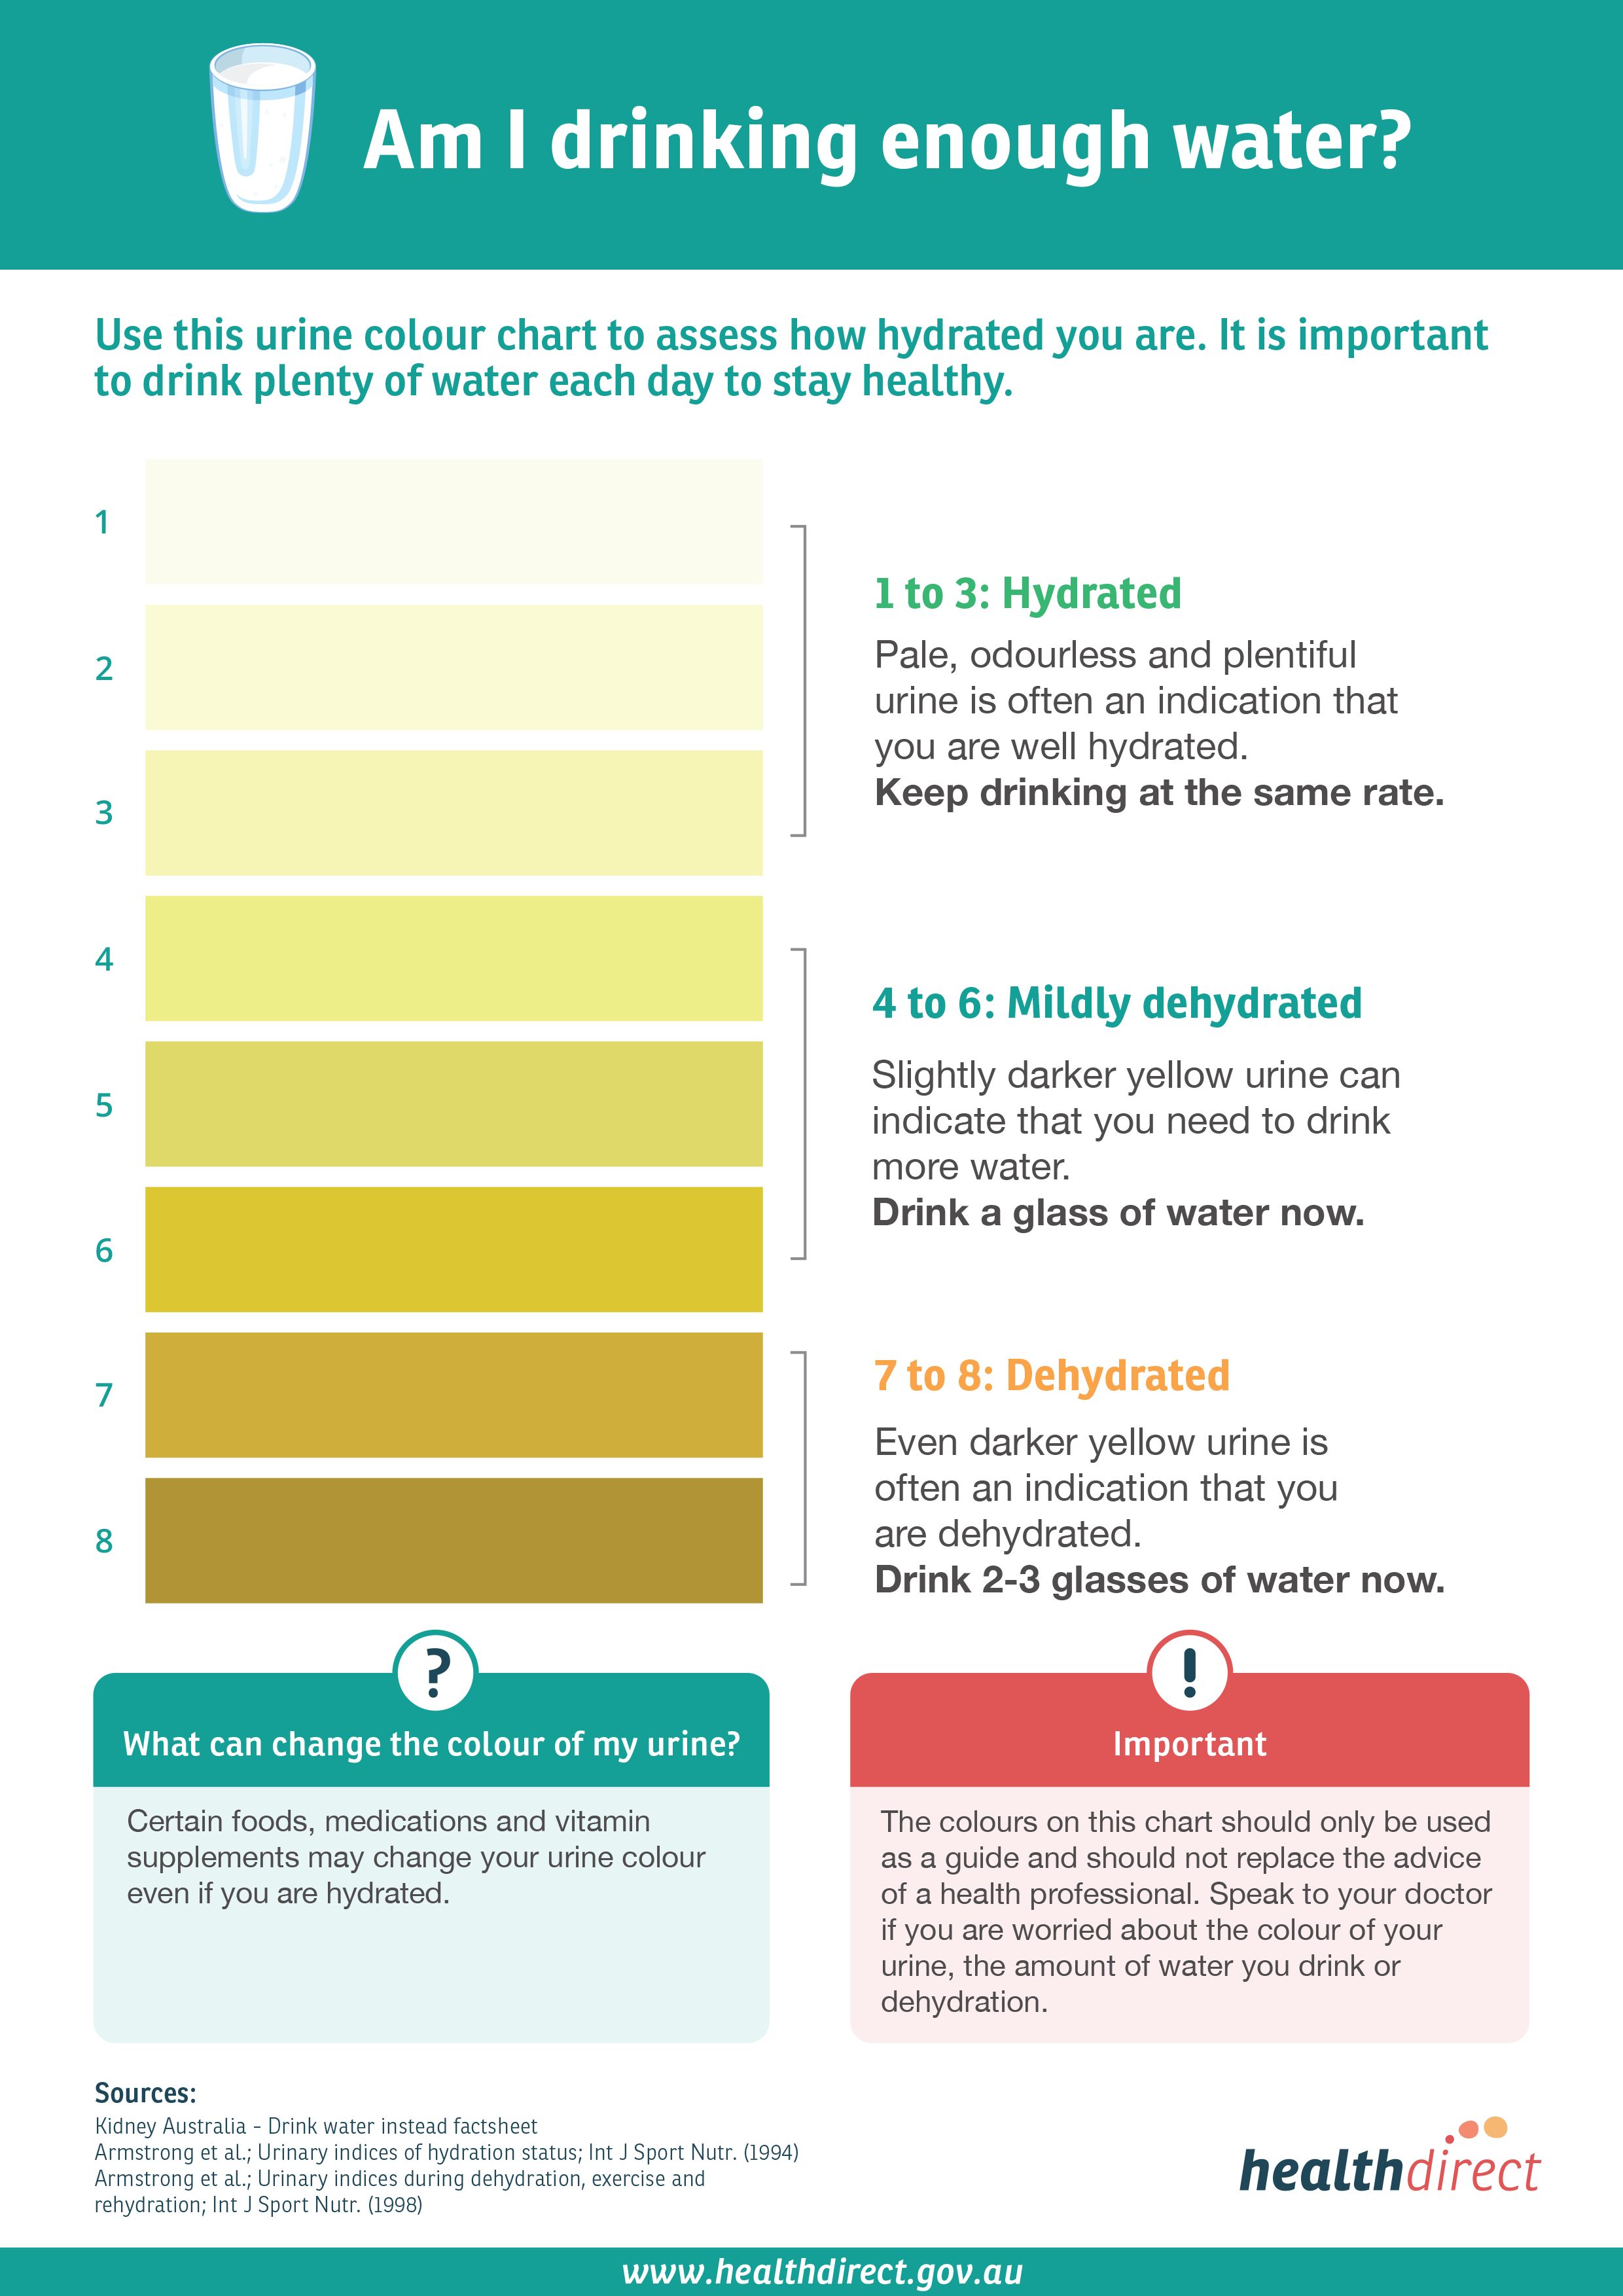 Am I drinking enough water?
Use this urine colour chart to assess how hydrated you are. It is important
to drink plenty of water each day to stay healthy.
1
2
3
1 to 3: Hydrated
Pale, odourless and plentiful
urine is often an indication that
you are well hydrated.
Keep drinking at the same rate.
4
5
6
4 to 6: Mildly dehydrated
Slightly darker yellow urine can
indicate that you need to drink
more water.
Drink a glass of water now.
7
8
7 to 8: Dehydrated
Even darker yellow urine is
often an indication that you
are dehydrated.
Drink 2-3 glasses of water now.
?
What can change the colour of my urine?
Certain foods, medications and vitamin
supplements may change your urine colour
even if you are hydrated.
!
Important
The colours on this chart should only be used
as a guide and should not replace the advice
of a health professional. Speak to your doctor
if you are worried about the colour of your
urine, the amount of water you drink or
dehydration.
Sources:
Kidney Australia - Drink water instead factsheet
Armstrong et al.; Urinary indices of hydration status; Int J Sport Nutr. (1994)
Armstrong et al.; Urinary indices during dehydration, exercise and
rehydration; Int J Sport Nutr. (1998)
healthdirect
www.healthdirect.gov.au